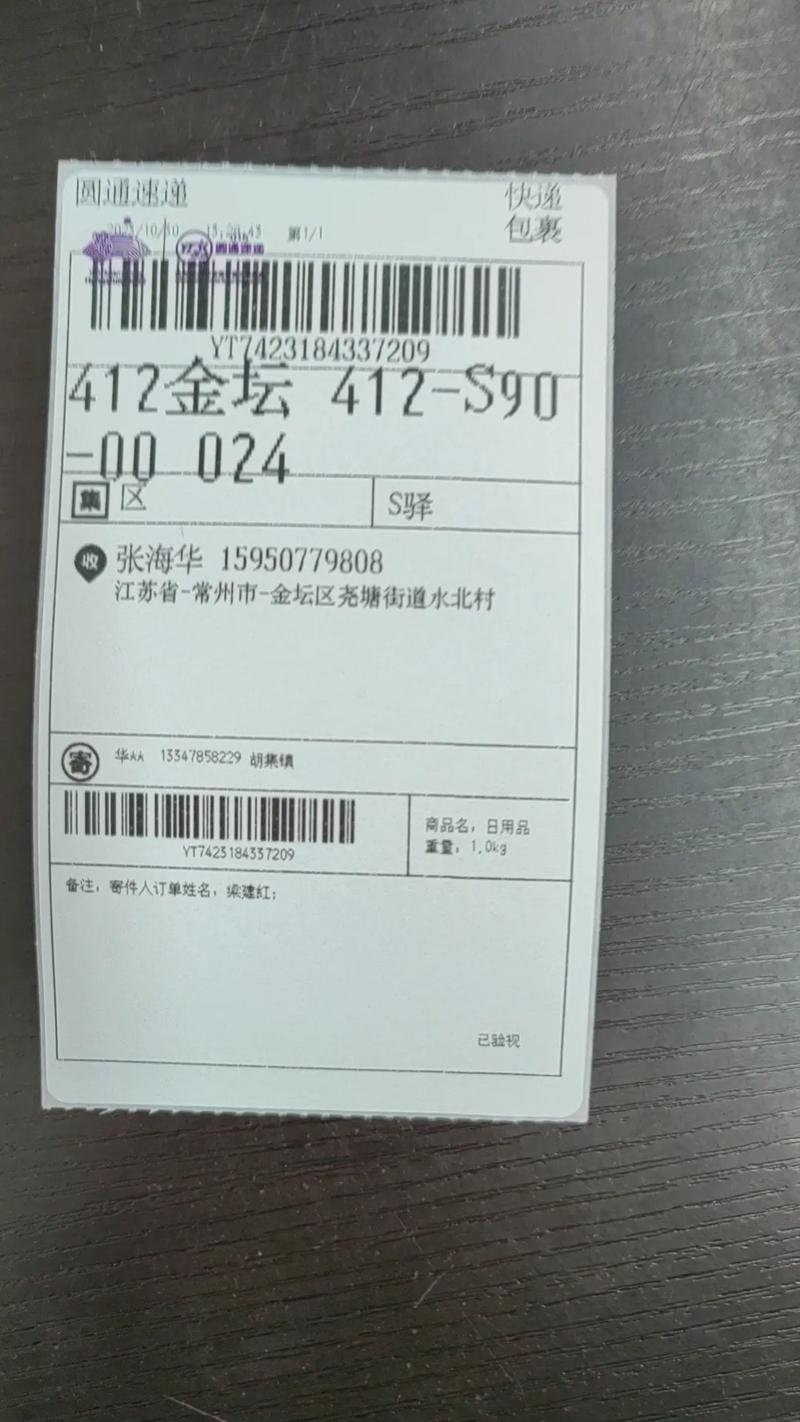 圆通速递
快递
包裹
第1/1
圆通速递
YT7423184337209
412金坛 412-S90
-00 024
集 区
S驿
收 张海华 15950779808
江苏省-常州市-金坛区尧塘街道水北村
寄 华** 13347858229 胡集镇
YT7423184337209
商品名：日用品
重量：1.0kg
备注：寄件人订单姓名：梁建红;
已验视